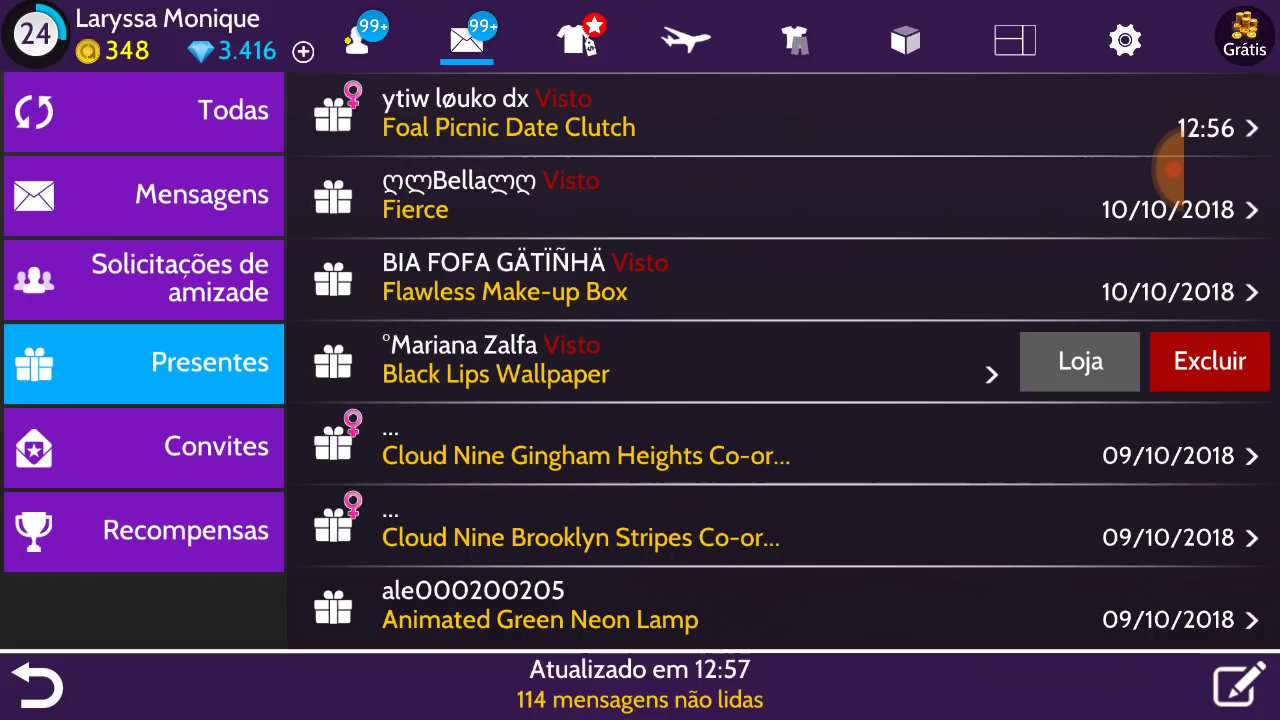 24
Laryssa Monique
348
3.416
99+
99+
Grátis
Todas
Mensagens
Solicitações de
amizade
Presentes
Convites
Recompensas
ytiw løuko dx Visto
Foal Picnic Date Clutch
12:56
ღლBellaლღ Visto
Fierce
10/10/2018
BIA FOFA GÄTÏÑHÄ Visto
Flawless Make-up Box
10/10/2018
°Mariana Zalfa Visto
Black Lips Wallpaper
Loja
Excluir
...
Cloud Nine Gingham Heights Co-or...
09/10/2018
...
Cloud Nine Brooklyn Stripes Co-or...
09/10/2018
ale000200205
Animated Green Neon Lamp
09/10/2018
Atualizado em 12:57
114 mensagens não lidas